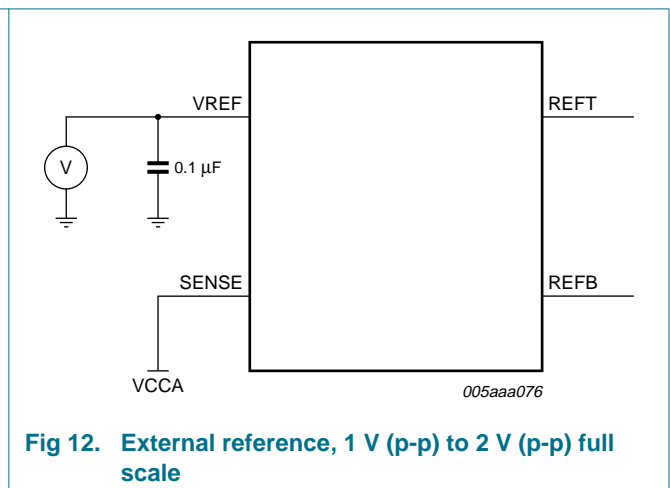 VREF
REFT
V
0.1 μF
SENSE
REFB
VCCA
005aaa076
Fig 12. External reference, 1 V (p-p) to 2 V (p-p) full
scale